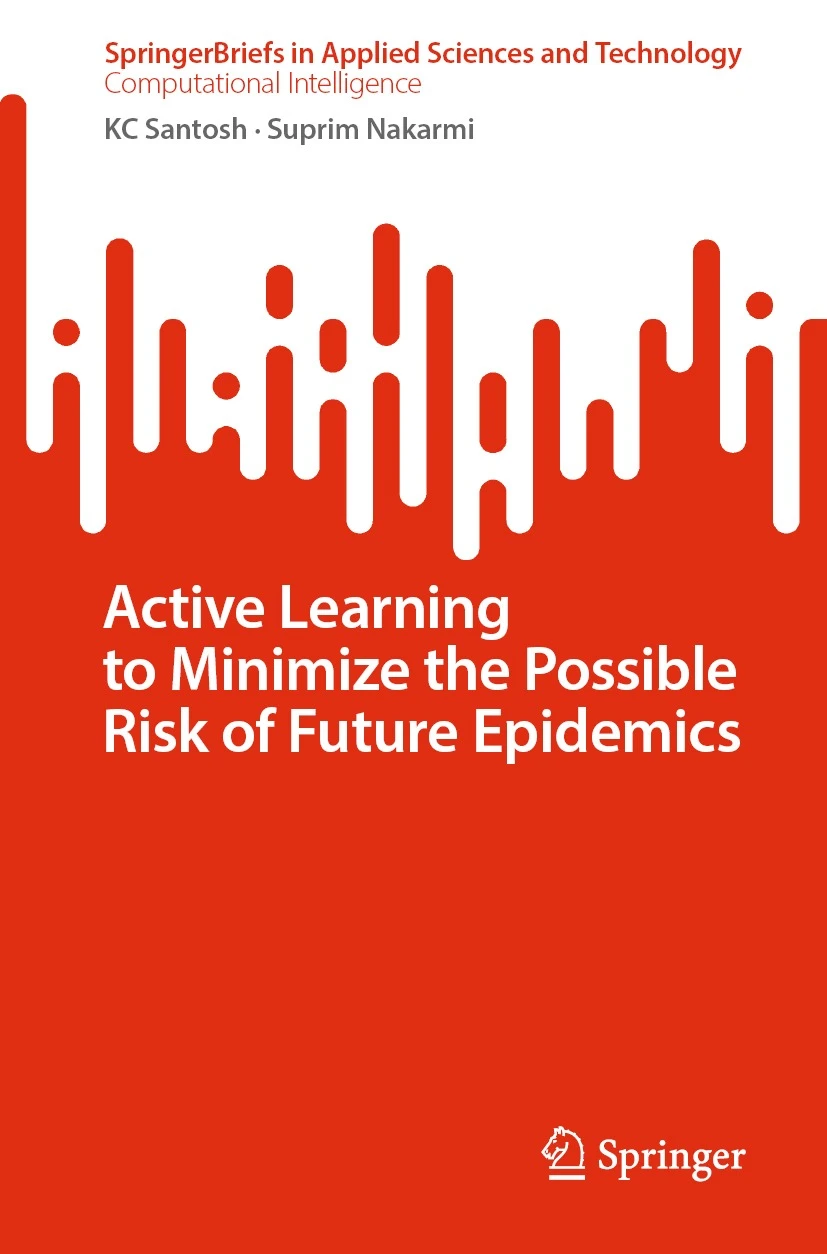 SpringerBriefs in Applied Sciences and Technology
Computational Intelligence
KC Santosh · Suprim Nakarmi
Active Learning
to Minimize the Possible
Risk of Future Epidemics
Springer